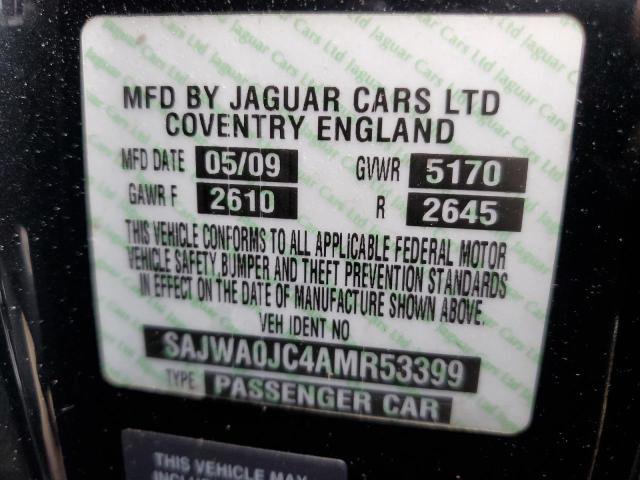 MFD BY JAGUAR CARS LTD
COVENTRY ENGLAND
MFD DATE 05/09 GVWR 5170
GAWR F 2610 R 2645
THIS VEHICLE CONFORMS TO ALL APPLICABLE FEDERAL MOTOR
VEHICLE SAFETY, BUMPER AND THEFT PREVENTION STANDARDS
IN EFFECT ON THE DATE OF MANUFACTURE SHOWN ABOVE.
VEH IDENT NO
SAJWA0JC4AMR53399
TYPE: PASSENGER CAR
THIS VEHICLE MAY